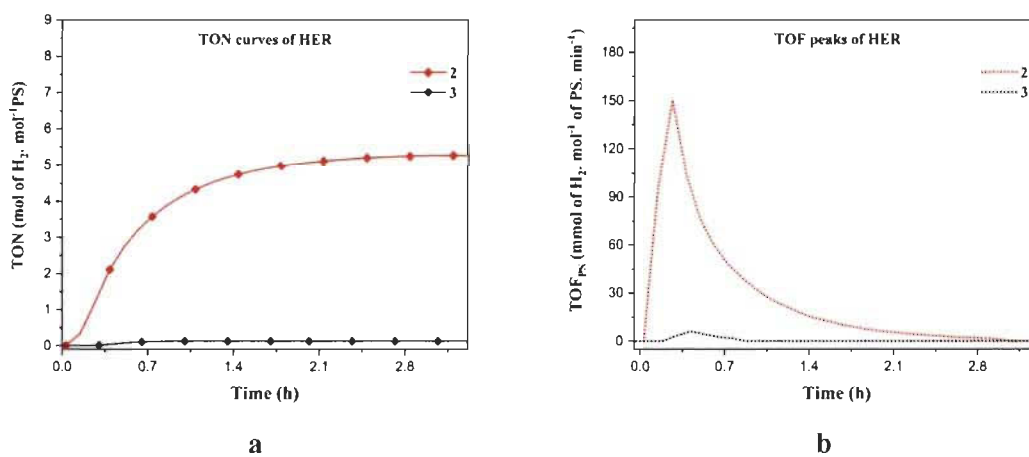 TON curves of HER
2
3
TON (mol of H2. mol-1PS)
9
8
7
6
5
4
3
2
1
0
0.0 0.7 1.4 2.1 2.8
Time (h)
a
TOF peaks of HER
2
3
TOFPS (mmol of H2. mol-1 of PS. min-1)
180
150
120
90
60
30
0
0.0 0.7 1.4 2.1 2.8
Time (h)
b